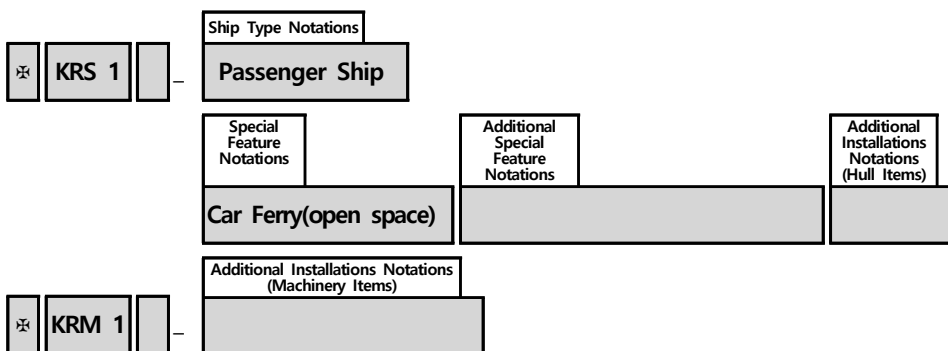 Ship Type Notations
✠ KRS 1 _ Passenger Ship
Special
Feature
Notations
Additional
Special
Feature
Notations
Additional
Installations
Notations
(Hull Items)
Car Ferry(open space)
Additional Installations Notations
(Machinery Items)
✠ KRM 1 _